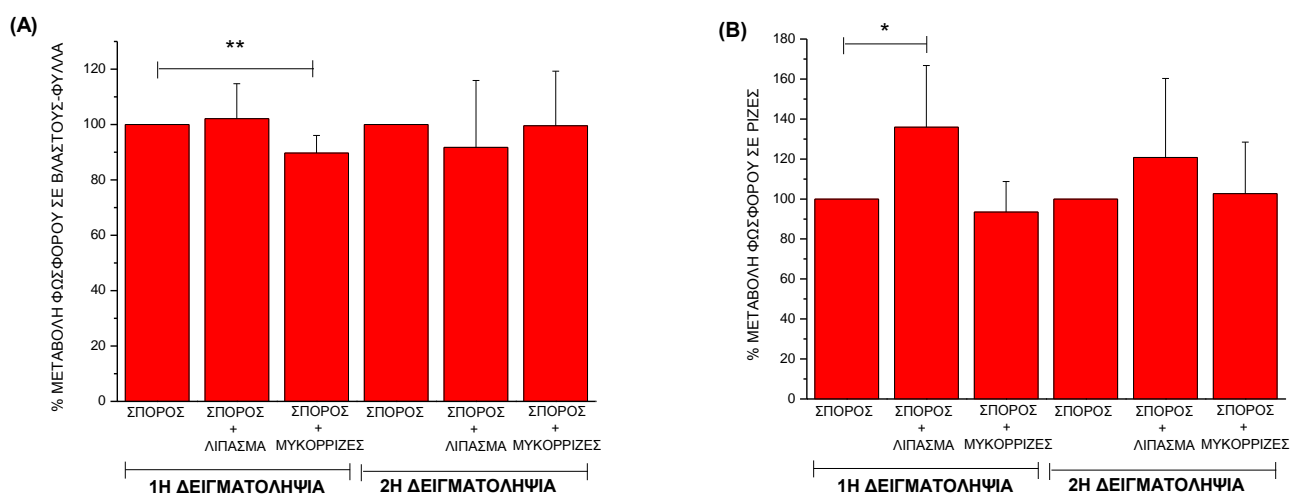 (A)
% ΜΕΤΑΒΟΛΗ ΦΩΣΦΟΡΟΥ ΣΕ ΒΛΑΣΤΟΥΣ-ΦΥΛΛΑ
120
100
80
60
40
20
0
**
ΣΠΟΡΟΣ
ΣΠΟΡΟΣ
+
ΛΙΠΑΣΜΑ
ΣΠΟΡΟΣ
+
ΜΥΚΟΡΡΙΖΕΣ
ΣΠΟΡΟΣ
ΣΠΟΡΟΣ
+
ΛΙΠΑΣΜΑ
ΣΠΟΡΟΣ
+
ΜΥΚΟΡΡΙΖΕΣ
1Η ΔΕΙΓΜΑΤΟΛΗΨΙΑ
2Η ΔΕΙΓΜΑΤΟΛΗΨΙΑ
(B)
% ΜΕΤΑΒΟΛΗ ΦΩΣΦΟΡΟΥ ΣΕ ΡΙΖΕΣ
180
160
140
120
100
80
60
40
20
0
*
ΣΠΟΡΟΣ
ΣΠΟΡΟΣ
+
ΛΙΠΑΣΜΑ
ΣΠΟΡΟΣ
+
ΜΥΚΟΡΡΙΖΕΣ
ΣΠΟΡΟΣ
ΣΠΟΡΟΣ
+
ΛΙΠΑΣΜΑ
ΣΠΟΡΟΣ
+
ΜΥΚΟΡΡΙΖΕΣ
1Η ΔΕΙΓΜΑΤΟΛΗΨΙΑ
2Η ΔΕΙΓΜΑΤΟΛΗΨΙΑ